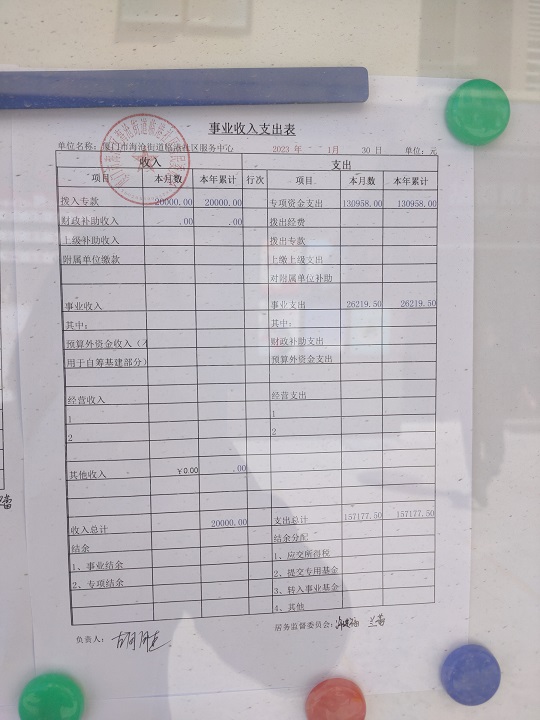 事业收入支出表
单位名称：厦门市海沧街道临港社区服务中心 2023 年 1月 30 日 单位：元
收入 支出
项目 本月数 本年累计 行次 项目 本月数 本年累计
拨入专款 20000.00 20000.00 专项资金支出 130958.00 130958.00
财政补助收入 .00 .00 拨出经费
上级补助收入 拨出专款
附属单位缴款 上缴上级支出
对附属单位补助
事业收入 事业支出 26219.50 26219.50
其中： 其中：
预算外资金收入（ 财政补助支出
用于自筹基建部分） 预算外资金支出
经营收入 经营支出
1 1
2 2
其他收入 ¥0.00 .00
收入总计 20000.00 支出总计 157177.50 157177.50
结余 结余分配
1、事业结余 1、应交所得税
2、专项结余 2、提交专用基金
3、转入事业基金
4、其他
负责人： 居务监督委员会：